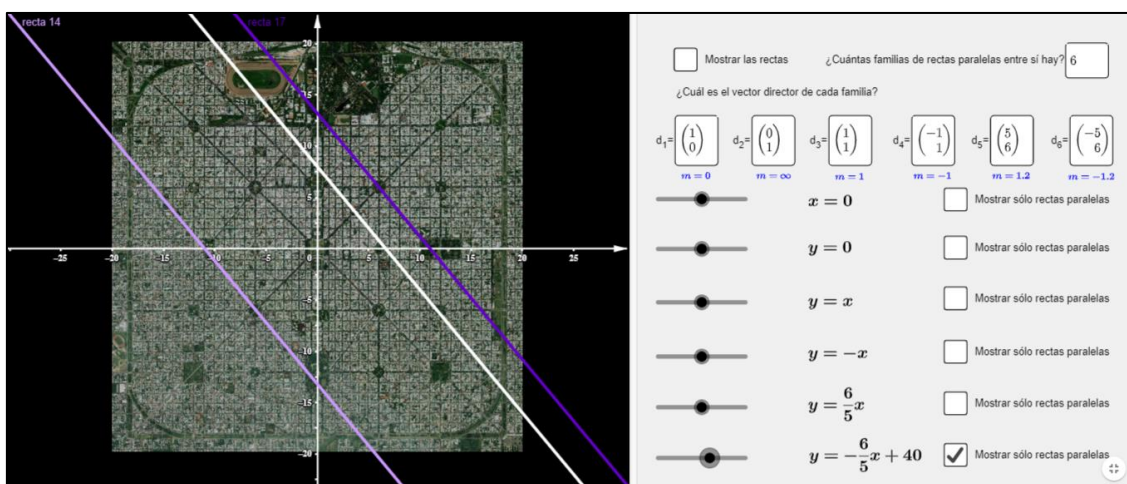 recta 14
recta 17
20
15
10
5
-25
-20
-15
-10
-5
0
5
10
15
20
25
-5
-10
-15
-20
Mostrar las rectas
¿Cuántas familias de rectas paralelas entre sí hay? 6
¿Cuál es el vector director de cada familia?
d₁= (1 0) d₂= (0 1) d₃= (1 1) d₄= (−1 1) d₅= (5 6) d₆= (−5 6)
m = 0 m = ∞ m = 1 m = −1 m = 1.2 m = −1.2
x = 0 Mostrar sólo rectas paralelas
y = 0 Mostrar sólo rectas paralelas
y = x Mostrar sólo rectas paralelas
y = −x Mostrar sólo rectas paralelas
y = 6/5 x Mostrar sólo rectas paralelas
y = −6/5 x + 40 Mostrar sólo rectas paralelas